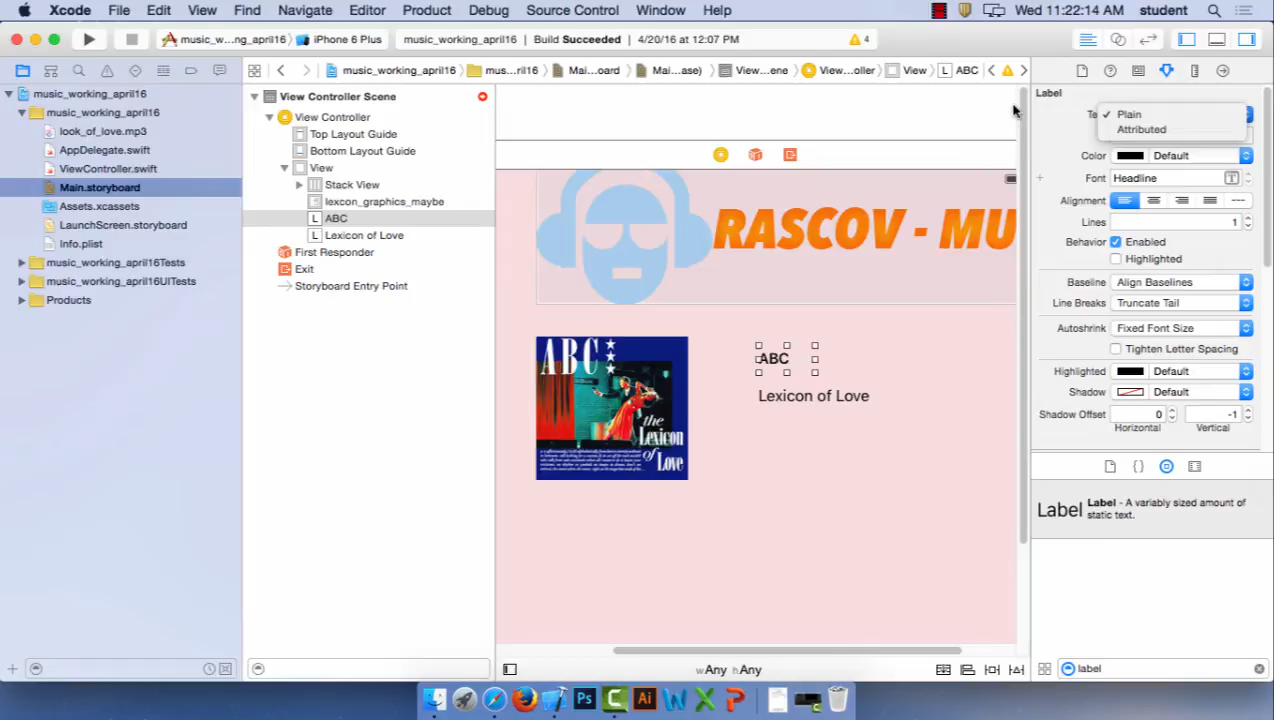 Xcode File Edit View Find Navigate Editor Product Debug Source Control Window Help Wed 11:22:14 AM student
music_w...ng_april16 iPhone 6 Plus music_working_april16 Build Succeeded 4/20/16 at 12:07 PM 4
music_working_april16 mus...ril16 Mai...oard Mai...ase) View...ene View...oller View L ABC
music_working_april16
music_working_april16
look_of_love.mp3
AppDelegate.swift
ViewController.swift
Main.storyboard
Assets.xcassets
LaunchScreen.storyboard
Info.plist
music_working_april16Tests
music_working_april16UITests
Products
View Controller Scene
View Controller
Top Layout Guide
Bottom Layout Guide
View
Stack View
lexcon_graphics_maybe
L ABC
L Lexicon of Love
First Responder
Exit
Storyboard Entry Point
RASCOV - MU
ABC
the
Lexicon
of
Love
ABC
Lexicon of Love
wAny hAny
Label
Te
Plain
Attributed
Color Default
Font Headline T
Alignment
Lines 1
Behavior Enabled
Highlighted
Baseline Align Baselines
Line Breaks Truncate Tail
Autoshrink Fixed Font Size
Tighten Letter Spacing
Highlighted Default
Shadow Default
Shadow Offset 0 -1
Horizontal Vertical
Label Label - A variably sized amount of
static text.
label
Ps Ai W X P